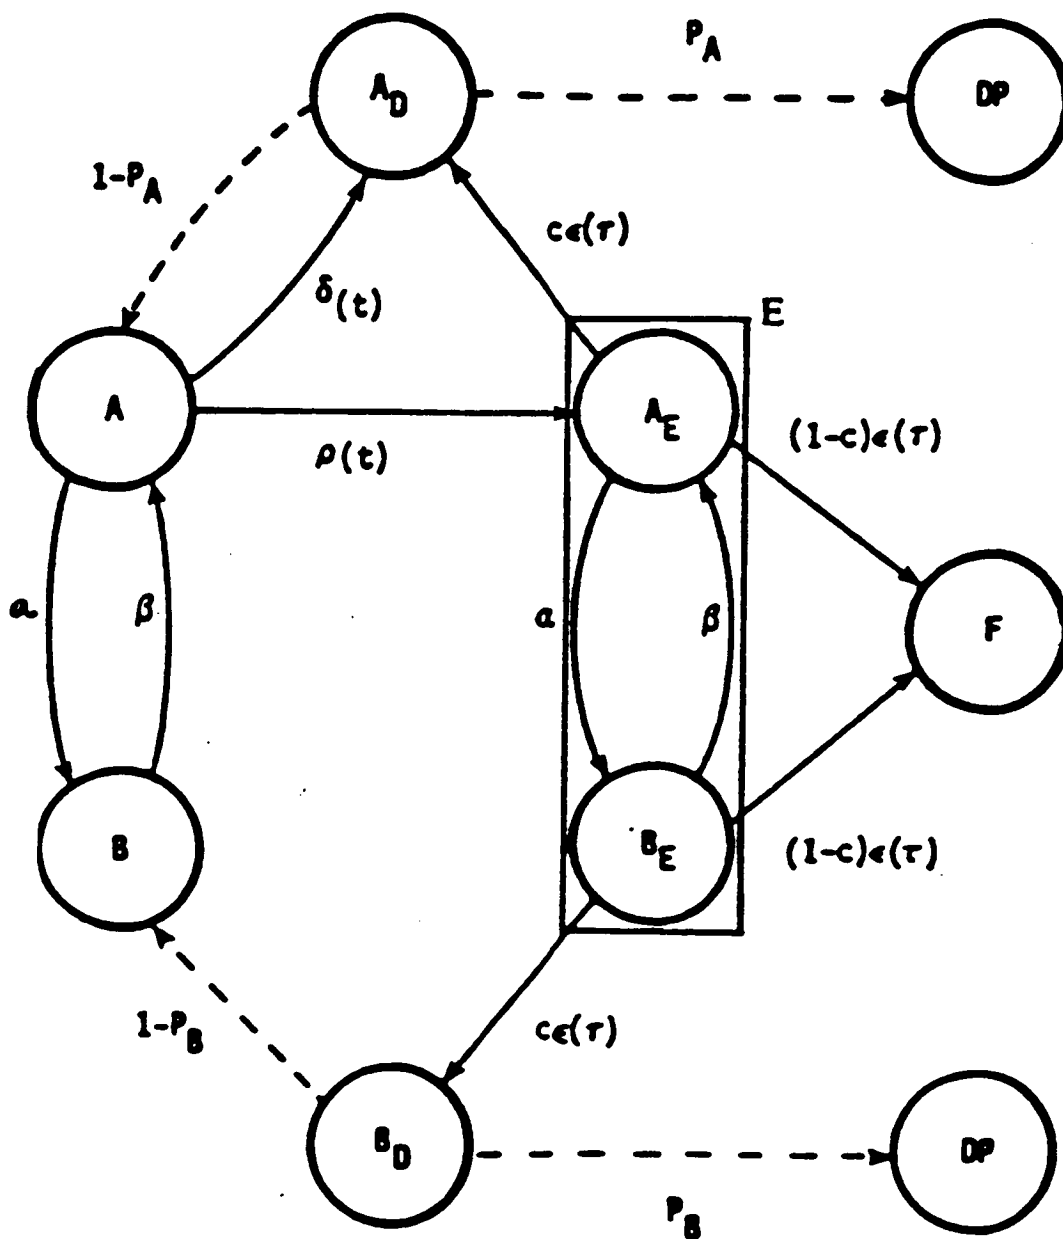 P_A
A_D
DP
1-P_A
cϵ(τ)
δ(t)
E
A
A_E
(1-c)ϵ(τ)
ρ(t)
α
β
α
β
F
B
B_E
(1-c)ϵ(τ)
1-P_B
cϵ(τ)
B_D
DP
P_B